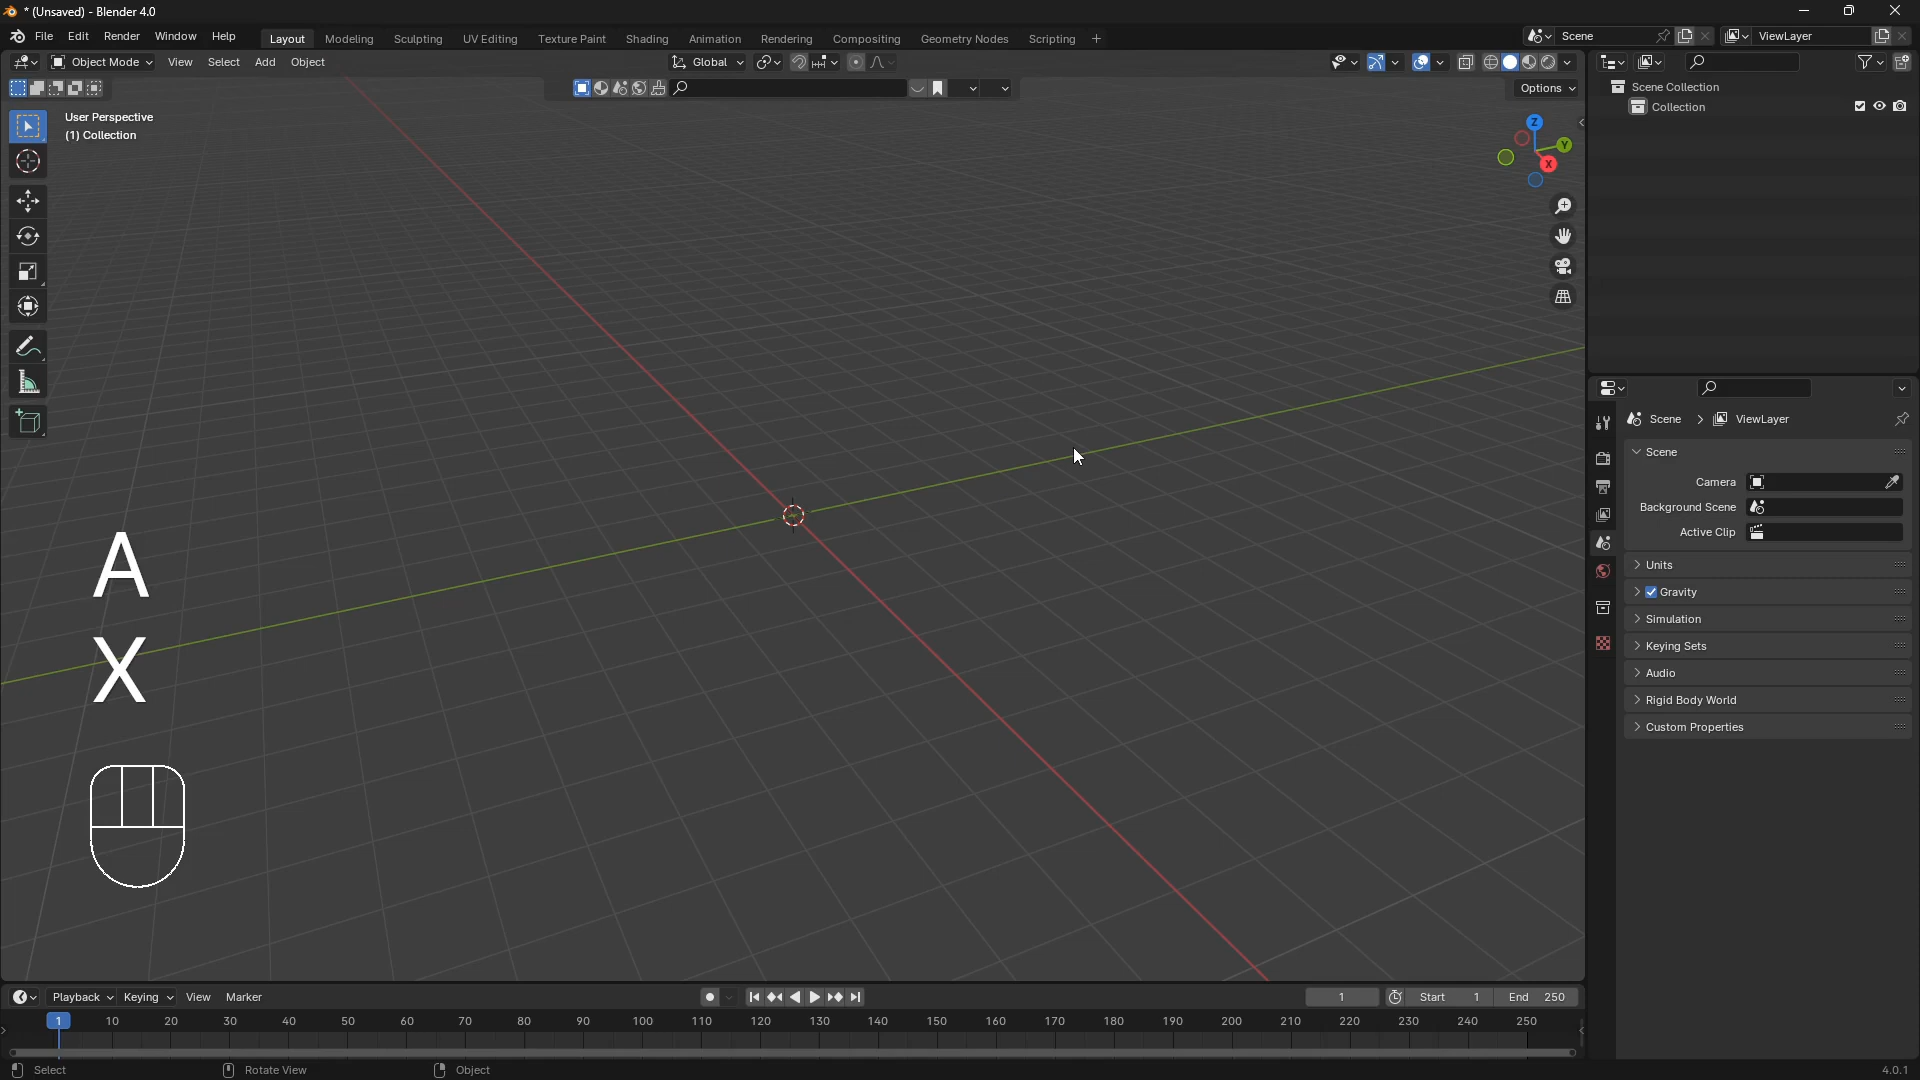 * (Unsaved) - Blender 4.0
File Edit Render Window Help Layout Modeling Sculpting UV Editing Texture Paint Shading Animation Rendering Compositing Geometry Nodes Scripting + Scene ViewLayer
Object Mode View Select Add Object Global
Options
User Perspective
(1) Collection
Z
Y
X
A
X
Scene Collection
Collection
Scene > ViewLayer
Scene
Camera
Background Scene
Active Clip
Units
Gravity
Simulation
Keying Sets
Audio
Rigid Body World
Custom Properties
Playback Keying View Marker 1 Start 1 End 250
1 10 20 30 40 50 60 70 80 90 100 110 120 130 140 150 160 170 180 190 200 210 220 230 240 250
Select Rotate View Object 4.0.1